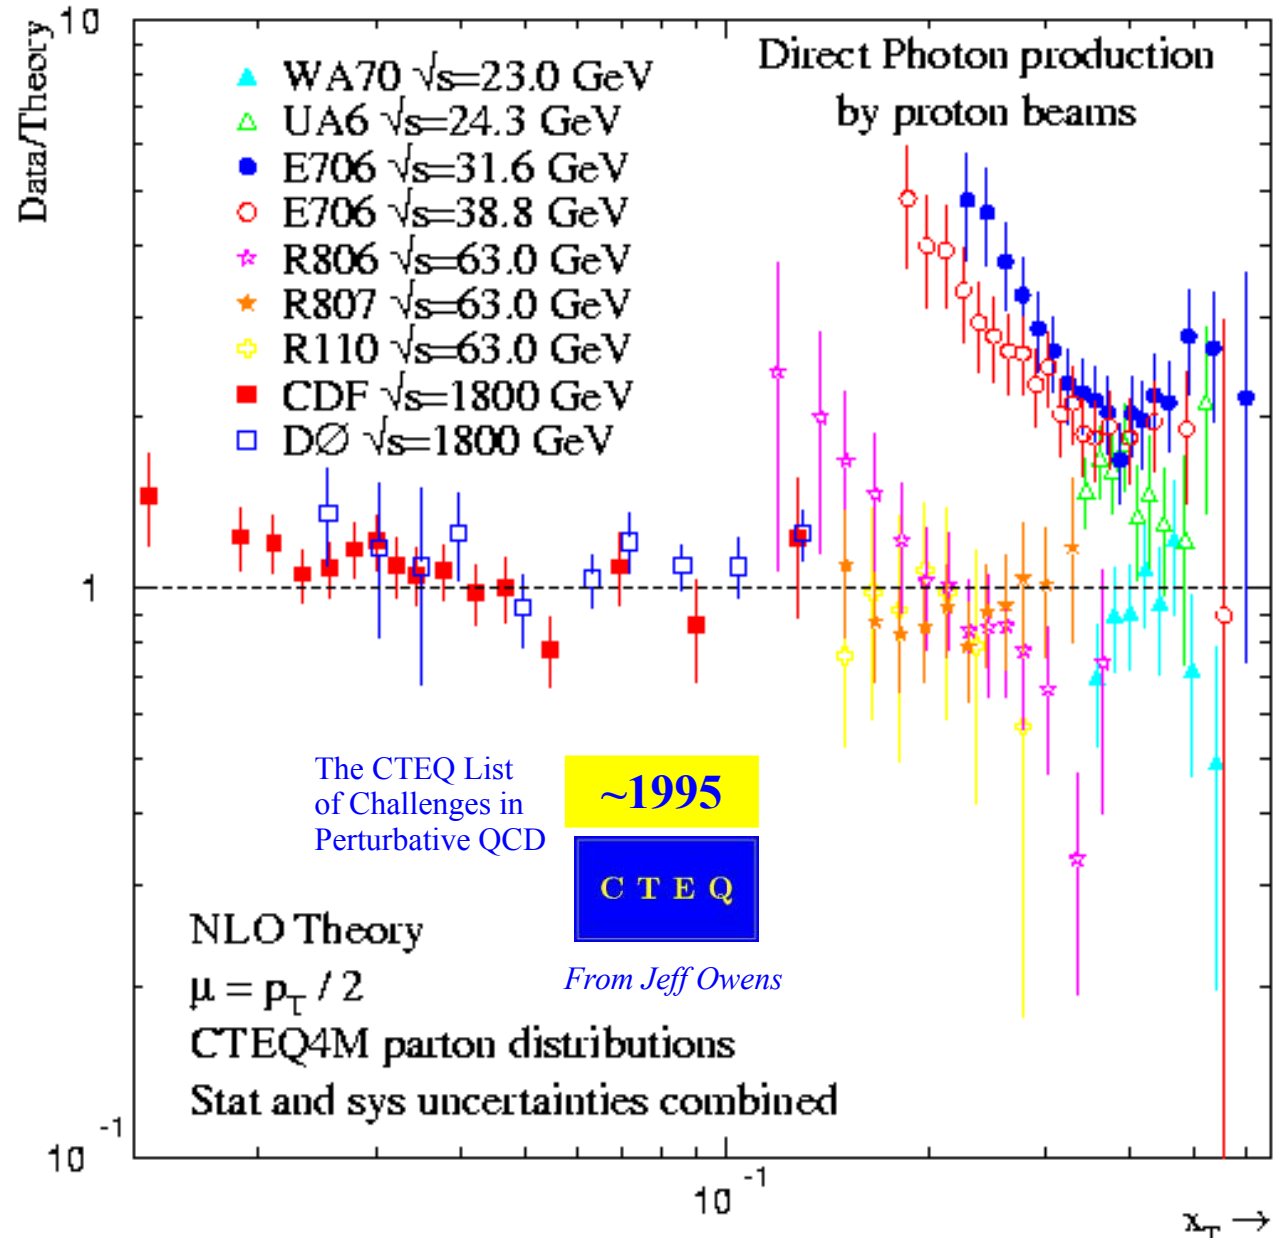 10
Data/Theory
Direct Photon production
by proton beams
WA70 √s=23.0 GeV
UA6 √s=24.3 GeV
E706 √s=31.6 GeV
E706 √s=38.8 GeV
R806 √s=63.0 GeV
R807 √s=63.0 GeV
R110 √s=63.0 GeV
CDF √s=1800 GeV
DØ √s=1800 GeV
1
The CTEQ List
of Challenges in
Perturbative QCD
~1995
C T E Q
From Jeff Owens
NLO Theory
μ = p_T / 2
CTEQ4M parton distributions
Stat and sys uncertainties combined
10^-1
10^-1
x_T →